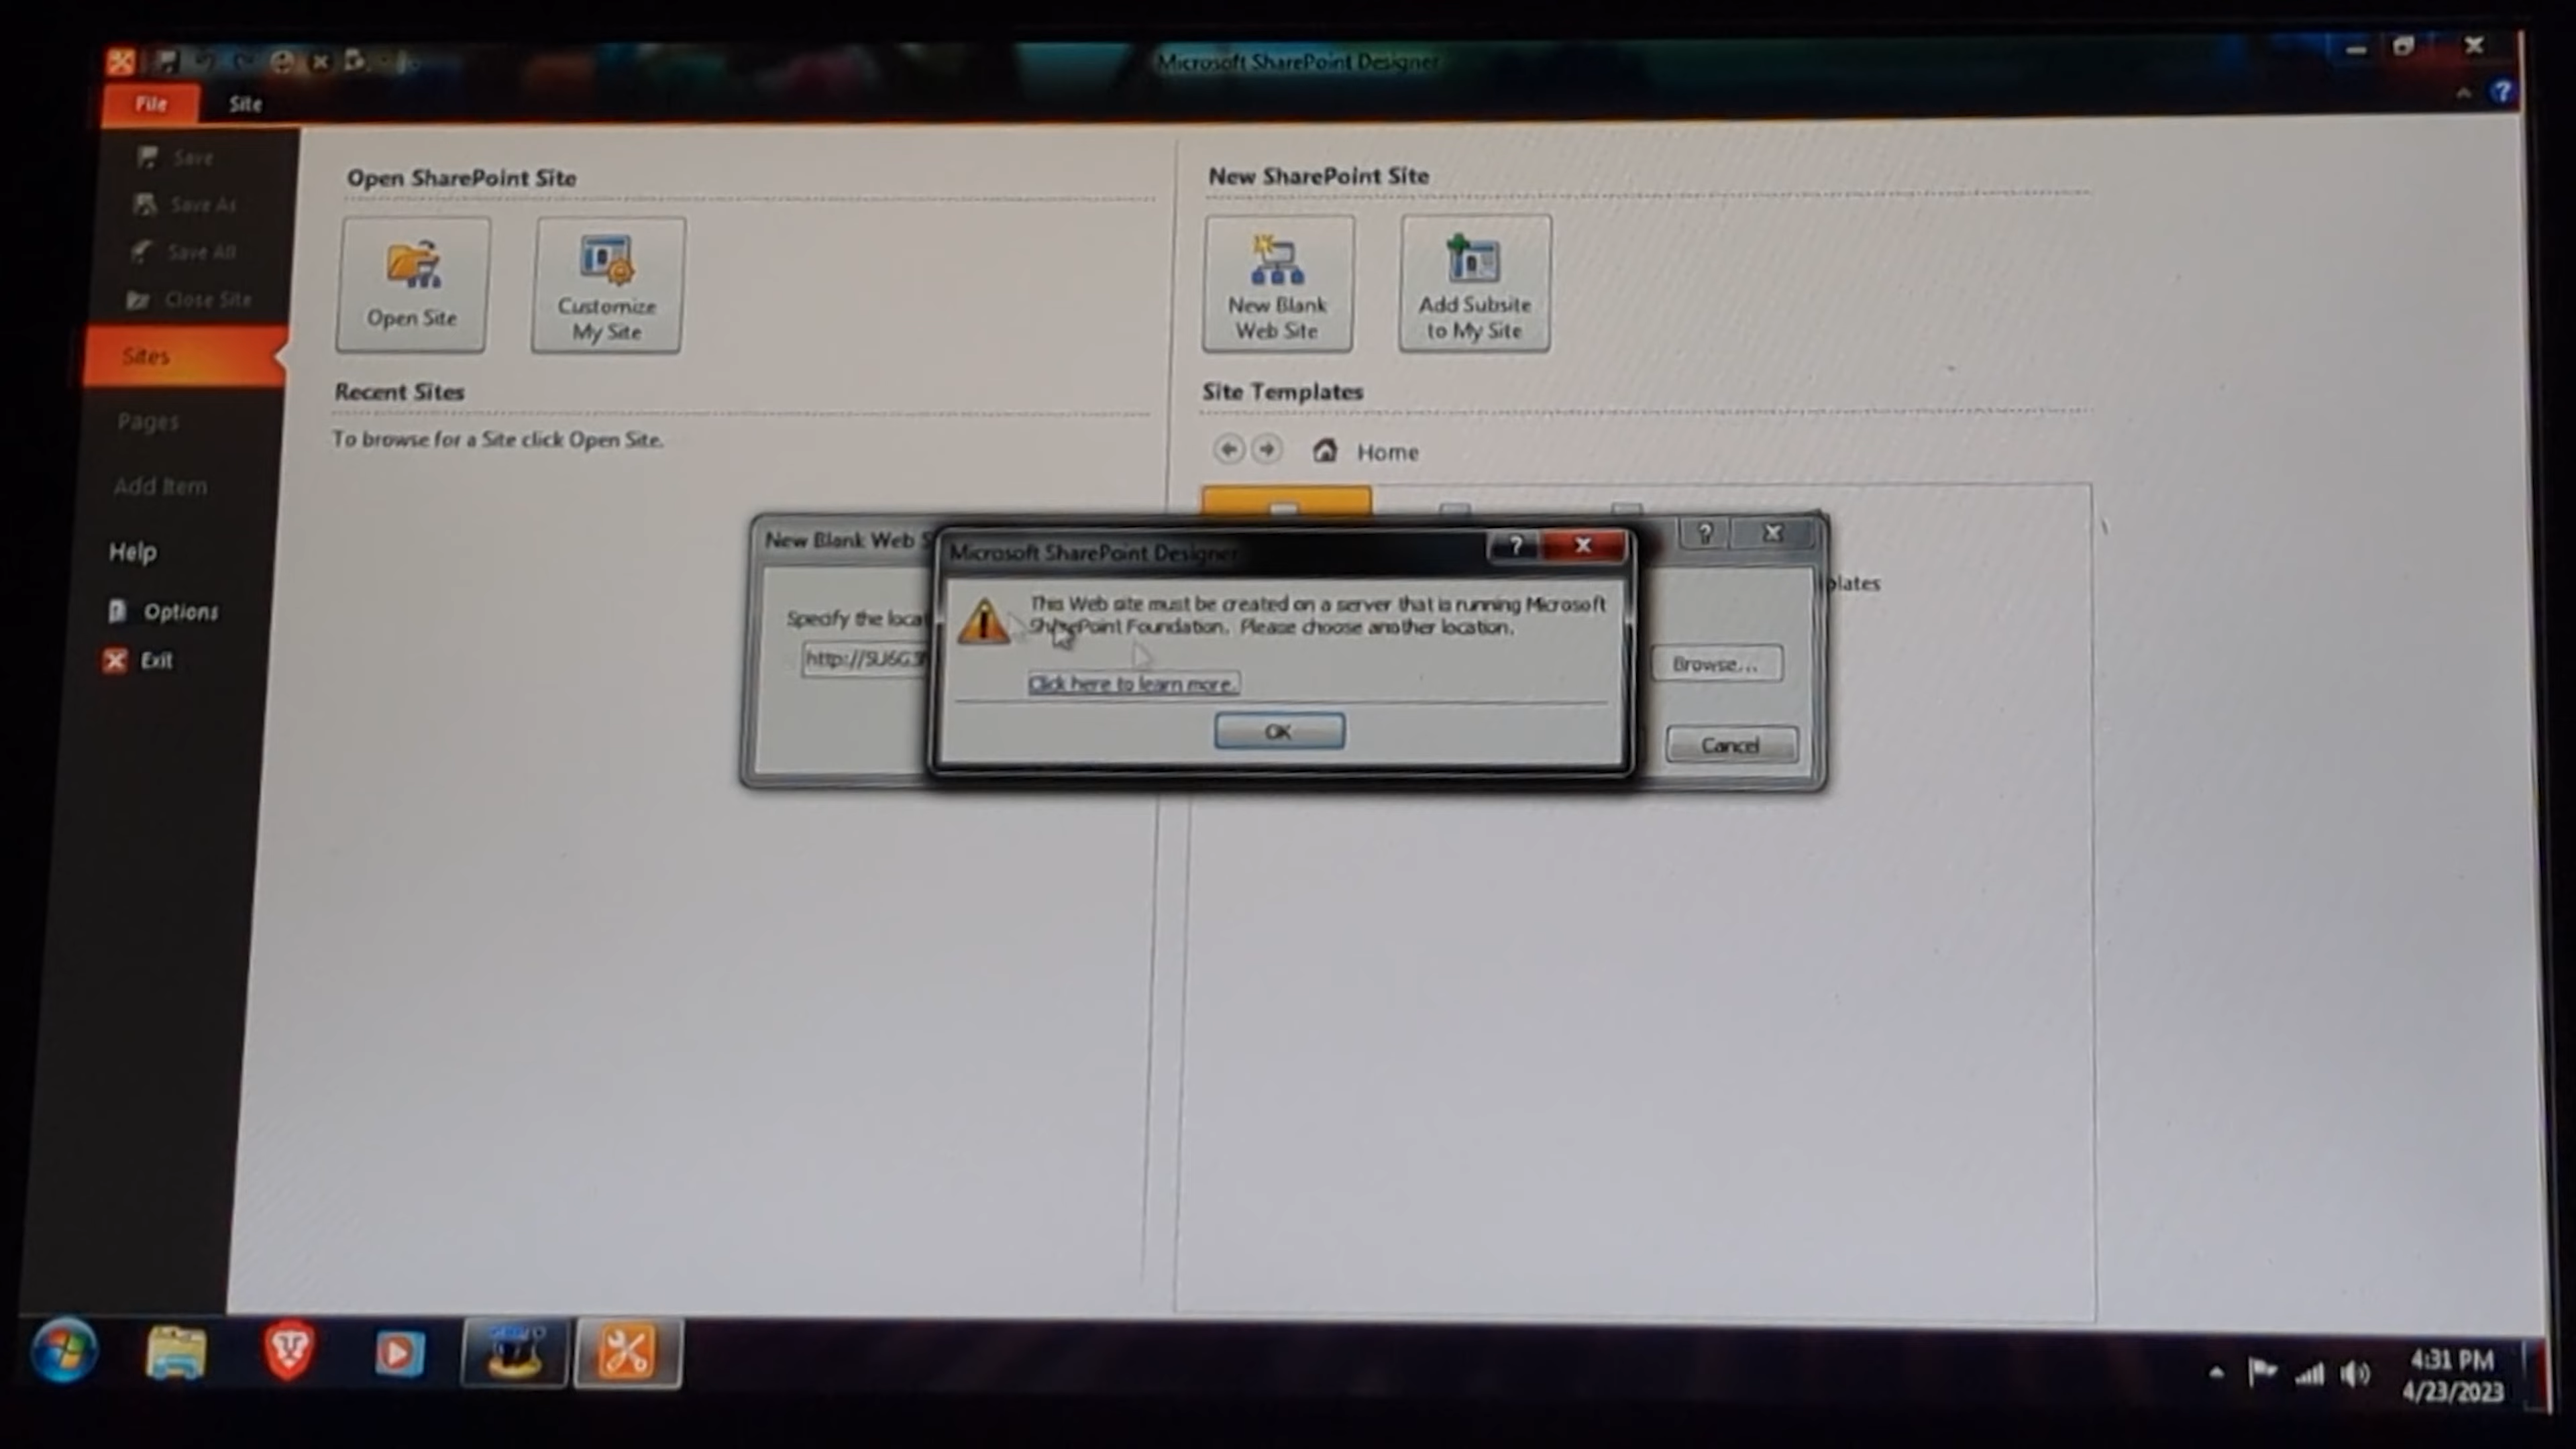 Microsoft SharePoint Designer
File
Site
Save
Save As
Save All
Close Site
Sites
Pages
Add Item
Help
Options
Exit
Open SharePoint Site
Open Site
Customize
My Site
Recent Sites
To browse for a Site click Open Site.
New SharePoint Site
New Blank
Web Site
Add Subsite
to My Site
Site Templates
Home
New Blank Web S
Specify the loca
Browse...
Cancel
Microsoft SharePoint Designer
This Web site must be created on a server that is running Microsoft
SharePoint Foundation. Please choose another location.
Click here to learn more.
OK
plates
4:31 PM
4/23/2023